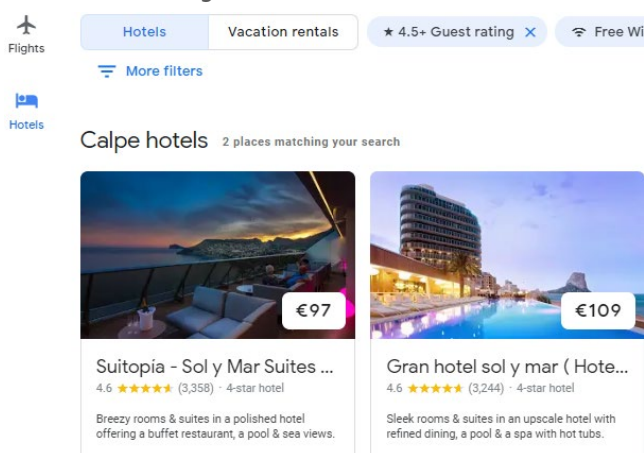 Flights
Hotels
Hotels
Vacation rentals
★ 4.5+ Guest rating ×
Free Wi
More filters
Calpe hotels 2 places matching your search
€97
Suitopía - Sol y Mar Suites ...
4.6 ★★★★★ (3,358) · 4-star hotel
Breezy rooms & suites in a polished hotel
offering a buffet restaurant, a pool & sea views.
€109
Gran hotel sol y mar ( Hote...
4.6 ★★★★★ (3,244) · 4-star hotel
Sleek rooms & suites in an upscale hotel with
refined dining, a pool & a spa with hot tubs.